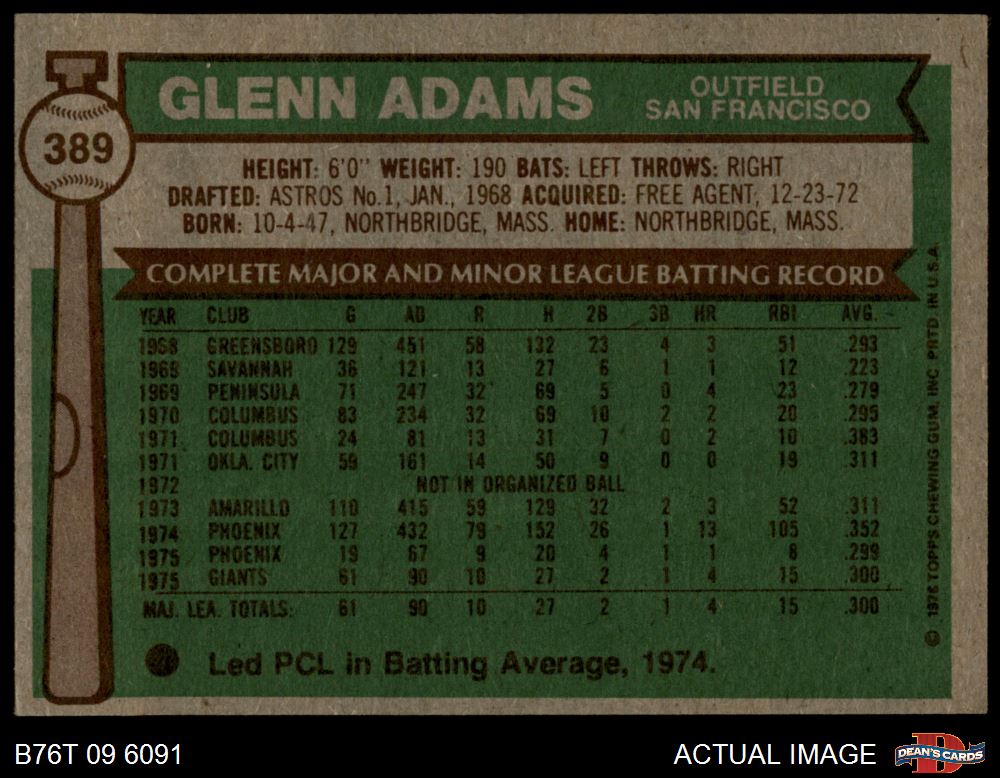 389
GLENN ADAMS
OUTFIELD
SAN FRANCISCO
HEIGHT: 6'0" WEIGHT: 190 BATS: LEFT THROWS: RIGHT
DRAFTED: ASTROS No.1, JAN., 1968 ACQUIRED: FREE AGENT, 12-23-72
BORN: 10-4-47, NORTHBRIDGE, MASS. HOME: NORTHBRIDGE, MASS.
COMPLETE MAJOR AND MINOR LEAGUE BATTING RECORD
YEAR CLUB G AB R H 2B 3B HR RBI AVG.
1968 GREENSBORO 129 451 58 132 23 4 3 51 .293
1969 SAVANNAH 36 121 13 27 6 1 1 12 .223
1969 PENINSULA 71 247 32 69 5 0 4 23 .279
1970 COLUMBUS 83 234 32 69 10 2 2 20 .295
1971 COLUMBUS 24 81 13 31 7 0 2 10 .383
1971 OKLA. CITY 59 161 14 50 9 0 0 19 .311
1972 NOT IN ORGANIZED BALL
1973 AMARILLO 110 415 59 129 32 2 3 52 .311
1974 PHOENIX 127 432 79 152 26 1 13 105 .352
1975 PHOENIX 19 67 9 20 4 1 1 8 .299
1975 GIANTS 61 90 10 27 2 1 4 15 .300
MAJ. LEA. TOTALS: 61 90 10 27 2 1 4 15 .300
Led PCL in Batting Average, 1974.
© 1976 TOPPS CHEWING GUM, INC PRTD. IN U.S.A.
B76T 09 6091
ACTUAL IMAGE
D
DEAN'S CARDS